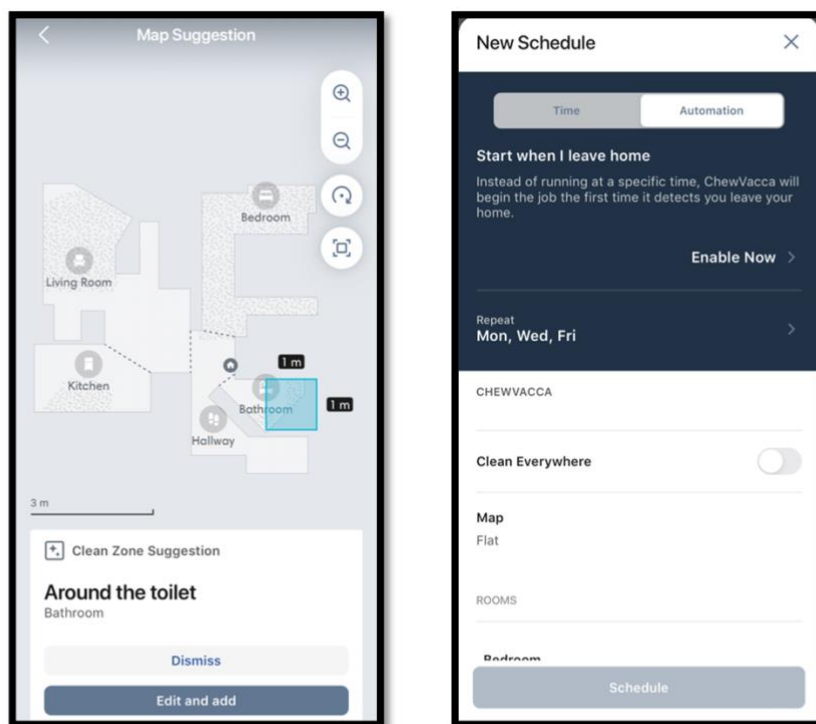 Map Suggestion
Bedroom
Living Room
1 m
Kitchen
Bathroom
1 m
Hallway
3 m
Clean Zone Suggestion
Around the toilet
Bathroom
Dismiss
Edit and add
New Schedule
Time
Automation
Start when I leave home
Instead of running at a specific time, ChewVacca will
begin the job the first time it detects you leave your
home.
Enable Now
Repeat
Mon, Wed, Fri
CHEWVACCA
Clean Everywhere
Map
Flat
ROOMS
Bedroom
Schedule